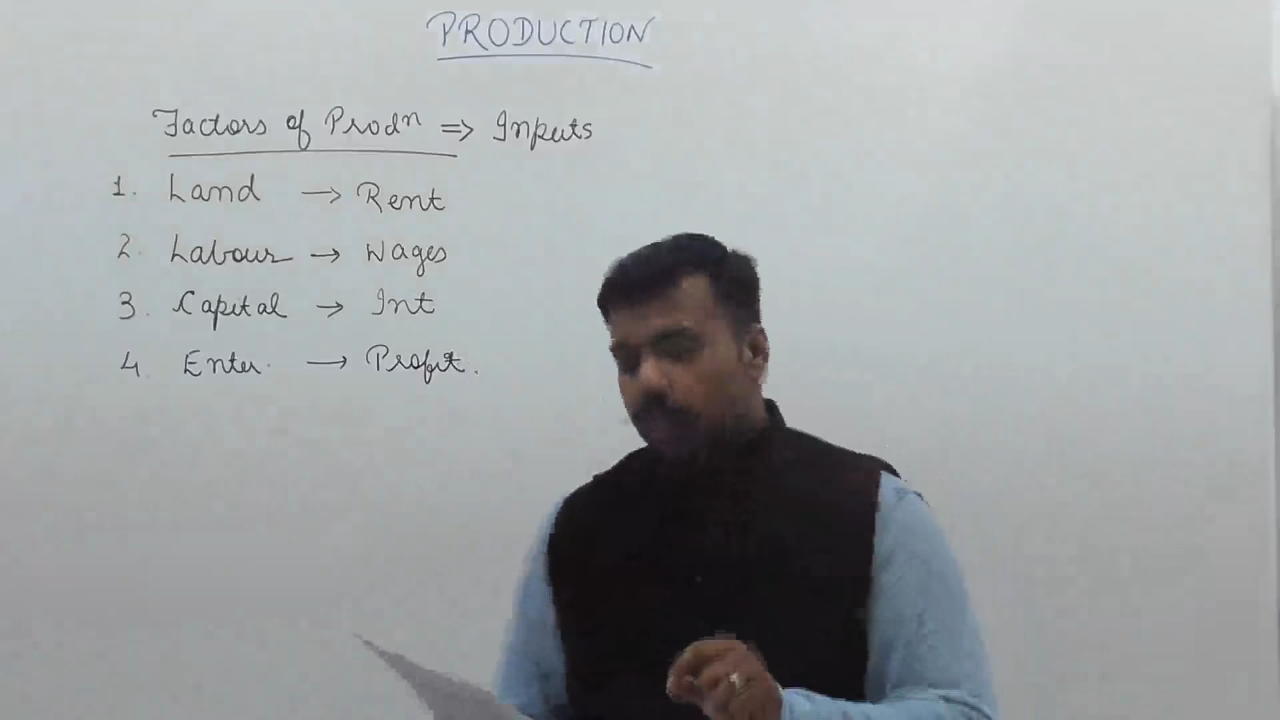 PRODUCTION
Factors of Prodn ⇒ Inputs
1. Land → Rent
2. Labour → Wages
3. Capital → Int
4. Enter. → Profit.